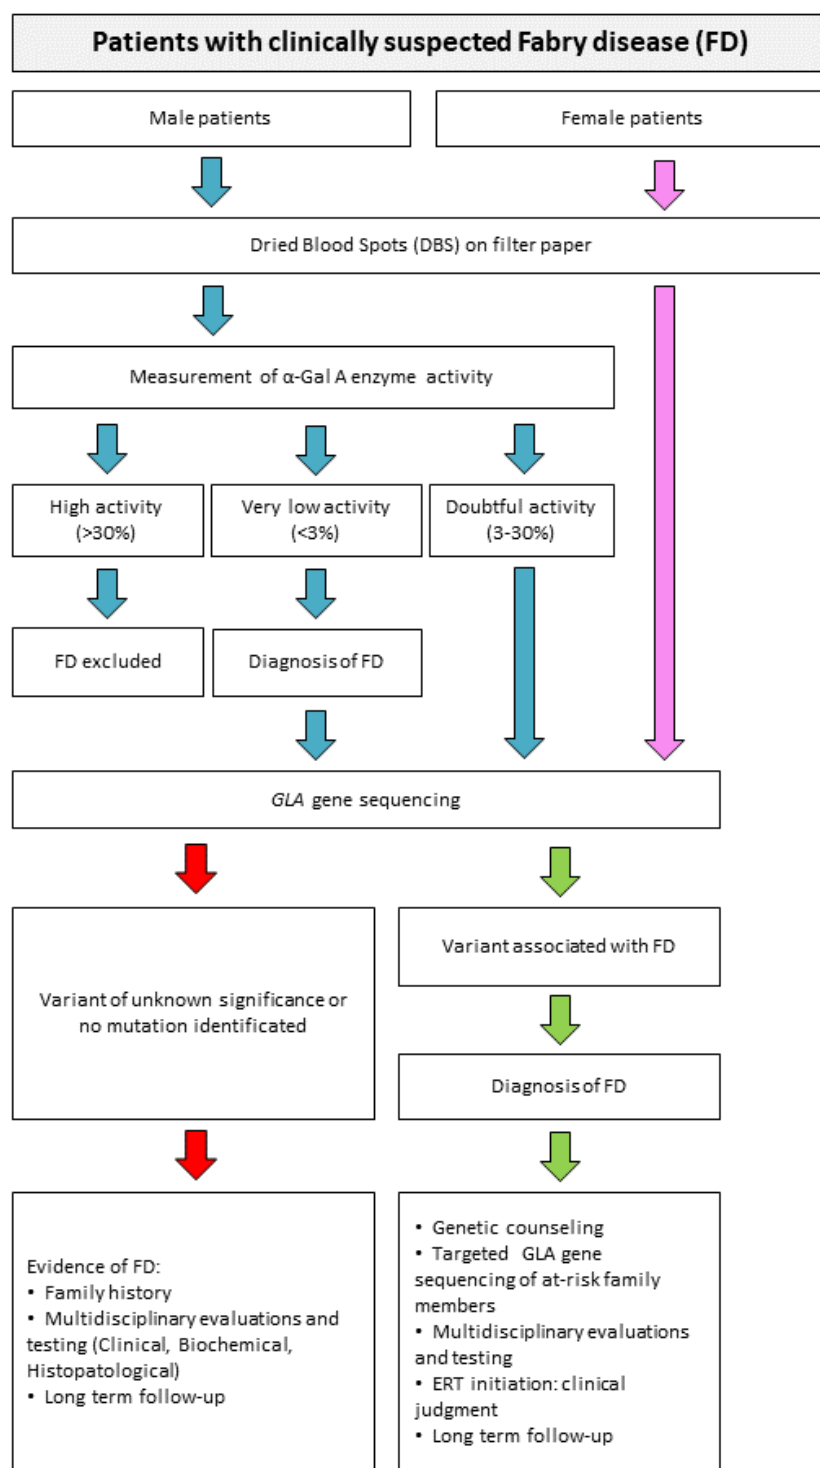 Patients with clinically suspected Fabry disease (FD)
Male patients
Female patients
Dried Blood Spots (DBS) on filter paper
Measurement of α-Gal A enzyme activity
High activity
(>30%)
Very low activity
(<3%)
Doubtful activity
(3-30%)
FD excluded
Diagnosis of FD
GLA gene sequencing
Variant of unknown significance or
no mutation identificated
Variant associated with FD
Diagnosis of FD
Evidence of FD:
• Family history
• Multidisciplinary evaluations and
testing (Clinical, Biochemical,
Histopatological)
• Long term follow-up
• Genetic counseling
• Targeted GLA gene
sequencing of at-risk family
members
• Multidisciplinary evaluations
and testing
• ERT initiation: clinical
judgment
• Long term follow-up